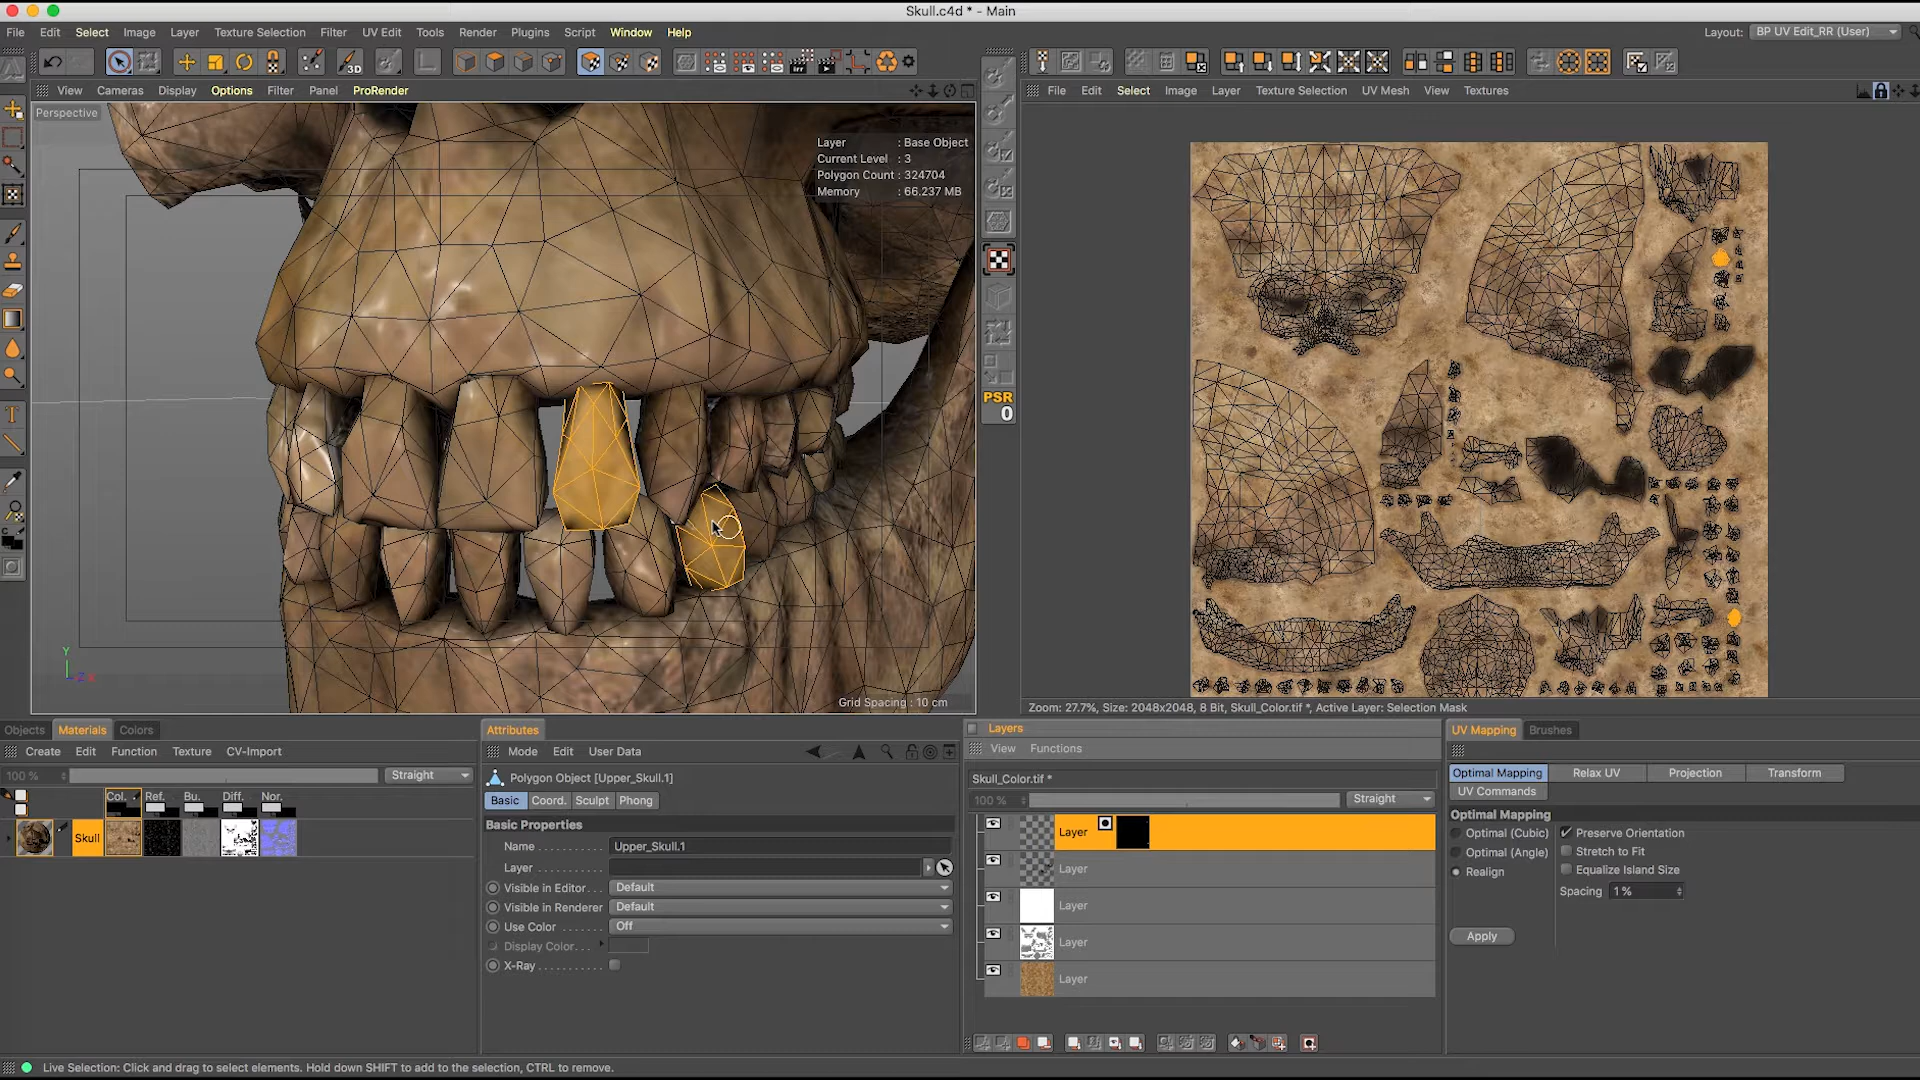 Skull.c4d * - Main
File Edit Select Image Layer Texture Selection Filter UV Edit Tools Render Plugins Script Window Help
Layout: BP UV Edit_RR (User)
3D
View Cameras Display Options Filter Panel ProRender
File Edit Select Image Layer Texture Selection UV Mesh View Textures
Perspective
Layer : Base Object
Current Level : 3
Polygon Count : 324704
Memory : 66.237 MB
PSR
0
Y
Grid Spacing : 10 cm
Zoom: 27.7%, Size: 2048x2048, 8 Bit, Skull_Color.tif *, Active Layer: Selection Mask
Objects Materials Colors
Create Edit Function Texture CV-Import
100 % Straight
Col. Ref. Bu. Diff. Nor.
Skull
Attributes
Mode Edit User Data
Polygon Object [Upper_Skull.1]
Basic Coord. Sculpt Phong
Basic Properties
Name Upper_Skull.1
Layer
Visible in Editor Default
Visible in Renderer Default
Use Color Off
Display Color
X-Ray
Layers
View Functions
Skull_Color.tif *
100 % Straight
Layer
Layer
Layer
Layer
Layer
UV Mapping Brushes
Optimal Mapping Relax UV Projection Transform
UV Commands
Optimal Mapping
Optimal (Cubic) Preserve Orientation
Optimal (Angle) Stretch to Fit
Realign Equalize Island Size
Spacing 1 %
Apply
Live Selection: Click and drag to select elements. Hold down SHIFT to add to the selection, CTRL to remove.